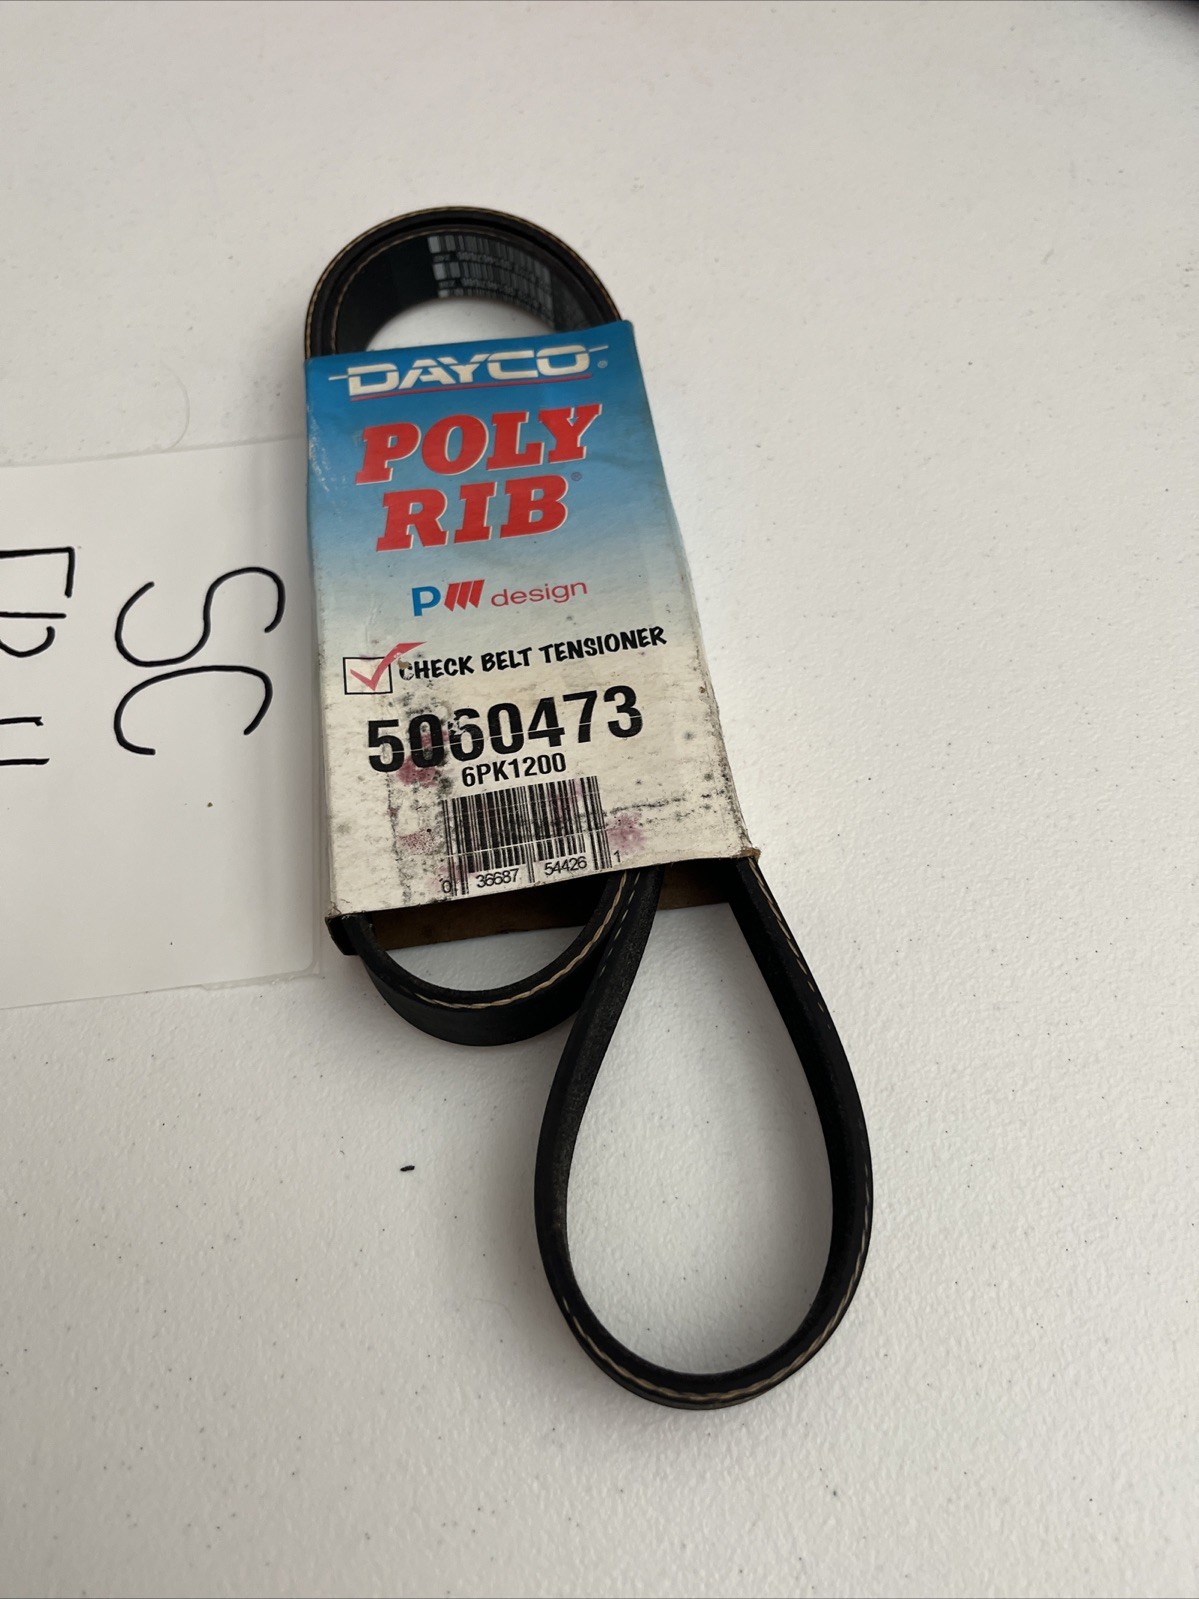 DAYCO®
POLY
RIB®
P design
CHECK BELT TENSIONER
5060473
6PK1200
0 36687 54426 1
SC